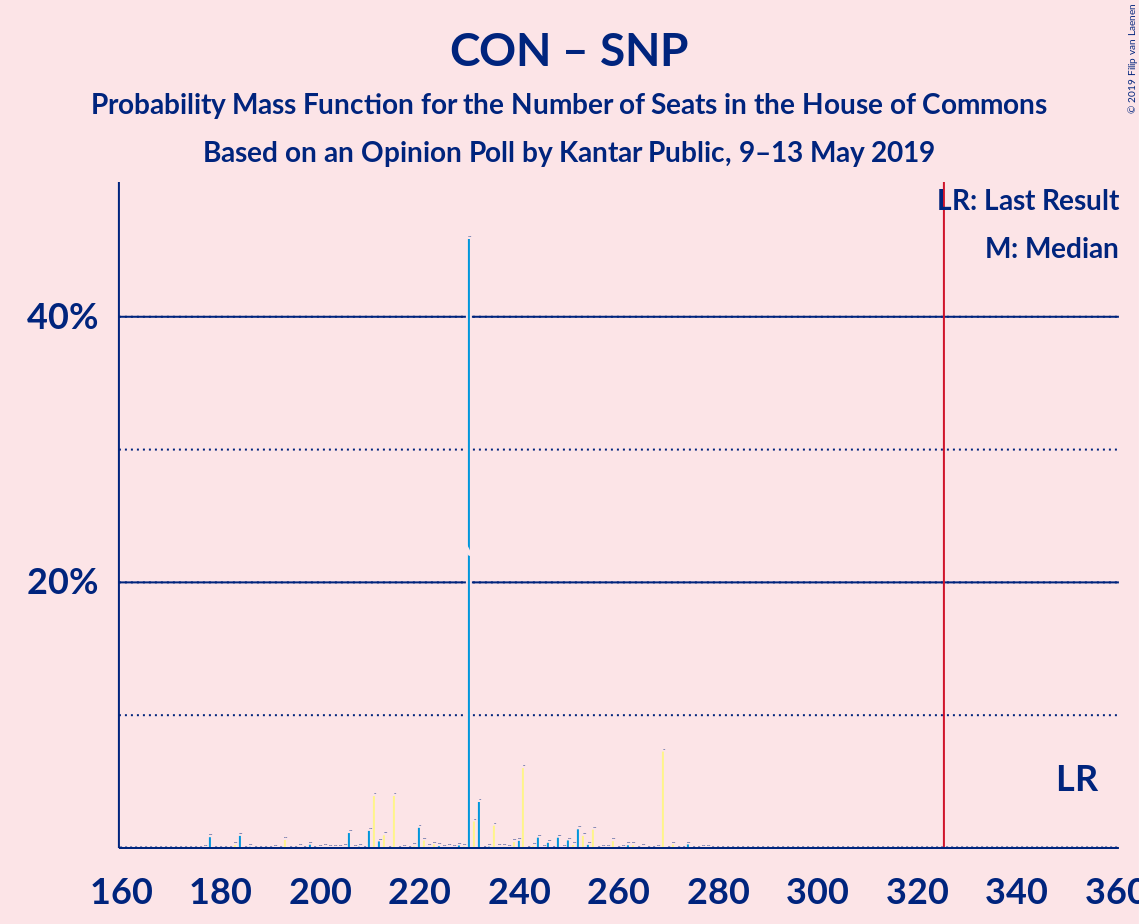 CON – SNP
Probability Mass Function for the Number of Seats in the House of Commons
Based on an Opinion Poll by Kantar Public, 9–13 May 2019
© 2019 Filip van Laenen
LR: Last Result
M: Median
40%
20%
LR
160 180 200 220 240 260 280 300 320 340 360